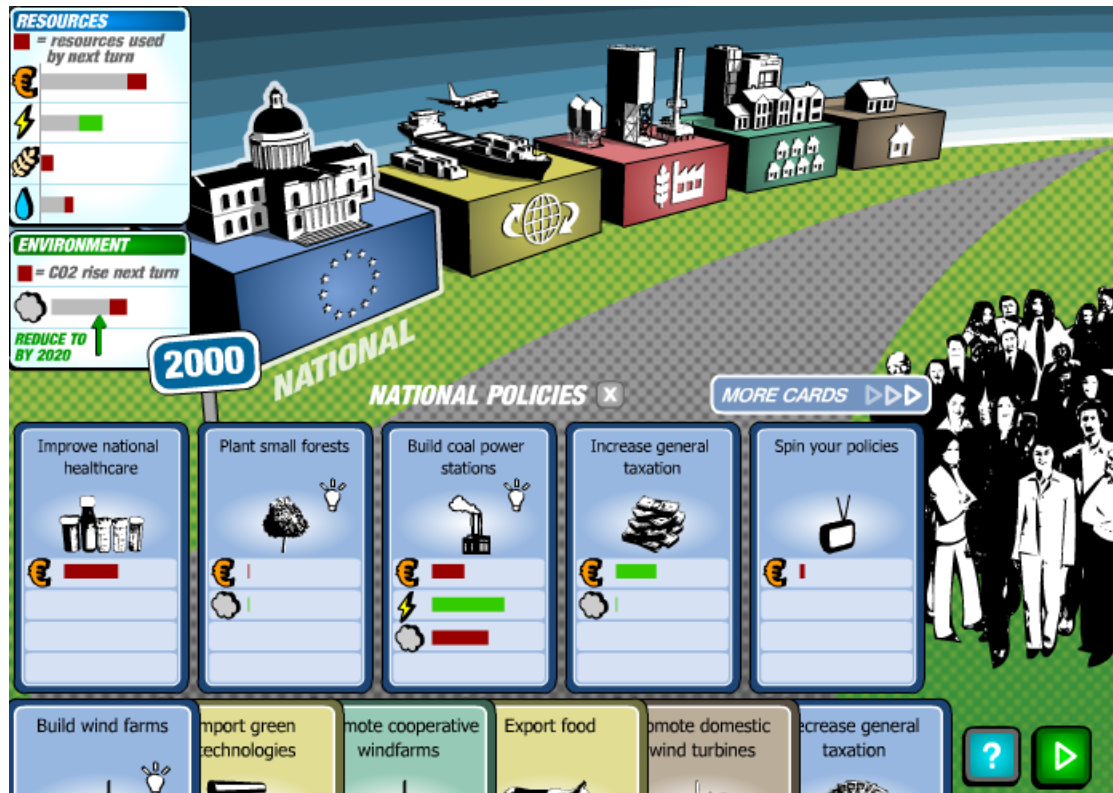 RESOURCES
= resources used
by next turn
€
€
ENVIRONMENT
= CO2 rise next turn
REDUCE TO
BY 2020
2000
NATIONAL
NATIONAL POLICIES X
MORE CARDS
Improve national
healthcare
€
Plant small forests
€
Build coal power
stations
€
Increase general
taxation
€
Spin your policies
€
Build wind farms
mport green
technologies
mote cooperative
windfarms
Export food
omote domestic
wind turbines
ecrease general
taxation
?